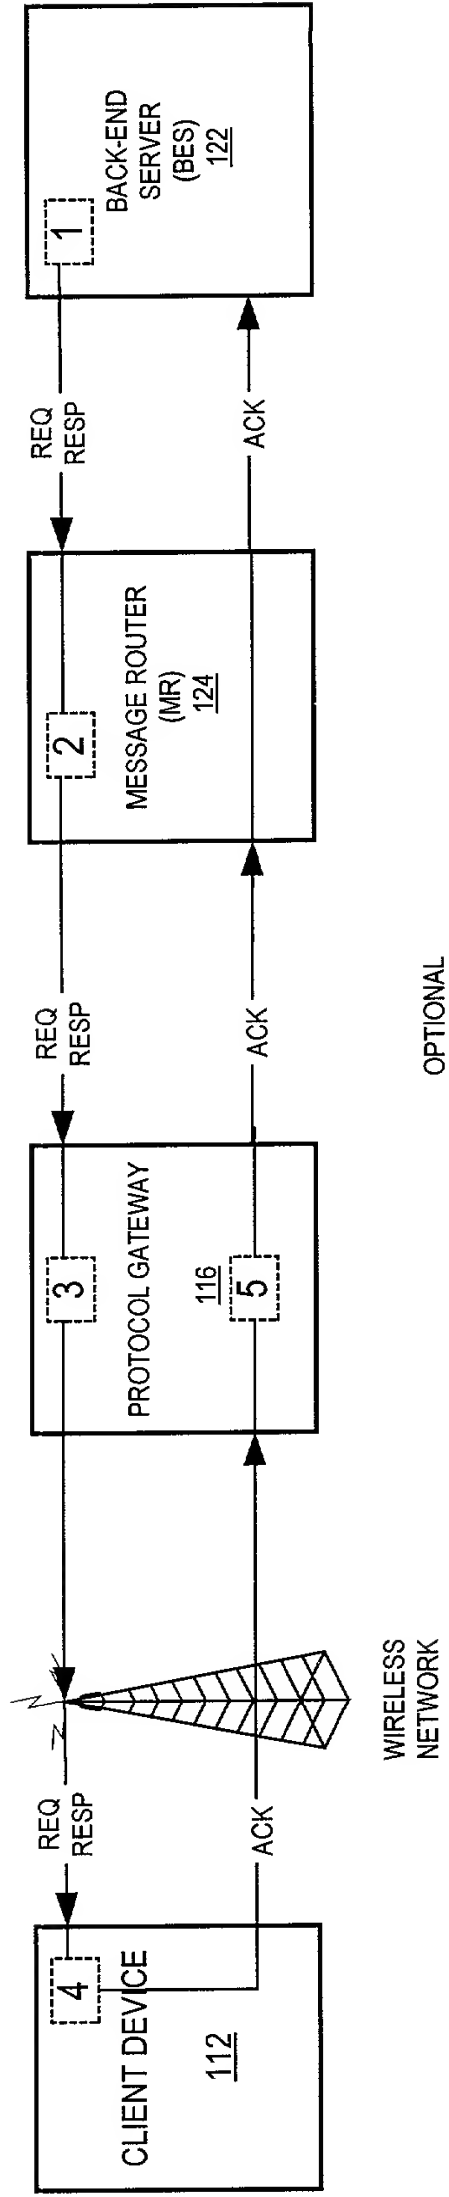 CLIENT DEVICE
112
4
REQ
RESP
ACK
WIRELESS
NETWORK
PROTOCOL GATEWAY
116
3
5
REQ
RESP
ACK
OPTIONAL
MESSAGE ROUTER
(MR)
124
2
REQ
RESP
ACK
BACK-END
SERVER
(BES)
122
1